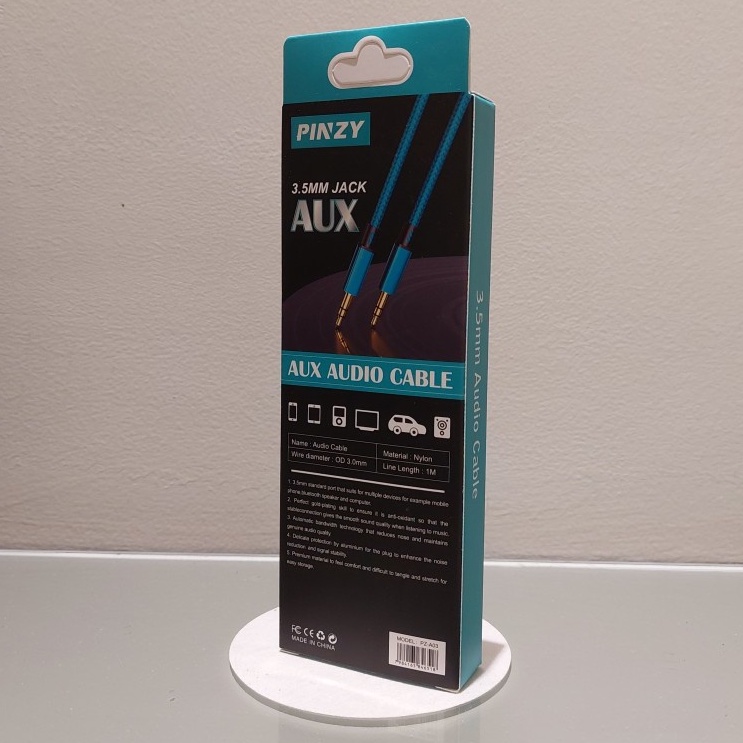 PINZY
3.5MM JACK
AUX
AUX AUDIO CABLE
Name : Audio Cable
Material : Nylon
Wire diameter : OD 3.0mm
Line Length : 1M
1. 3.5mm standard port that suits for multiple devices for example mobile
phone,bluetooth speaker and computer.
2. Perfect gold-plating skill to ensure it is anti-oxidant so that the
stableconnection gives the smooth sound quality when listening to music.
3. Automatic bandwidth technology that reduces nose and maintains
genuine audio quality
4. Delicate protection by aluminium for the plug to enhance the noise
reduction and signal stability.
5. Premium material to feel comfort and difficult to tangle and stretch for
easy storage
FC CE
MADE IN CHINA
MODEL: PZ-A03
3.5mm Audio Cable